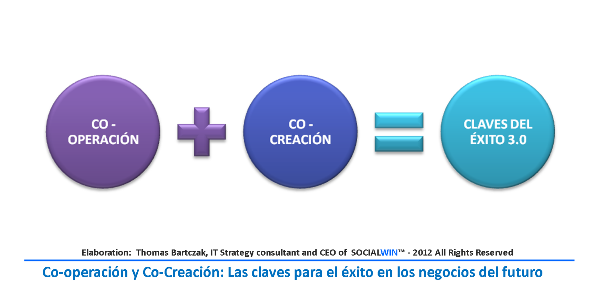 CO -
OPERACIÓN
CO -
CREACIÓN
CLAVES DEL
ÉXITO 3.0
Elaboration: Thomas Bartczak, IT Strategy consultant and CEO of SOCIALWIN™ - 2012 All Rights Reserved
Co-operación y Co-Creación: Las claves para el éxito en los negocios del futuro